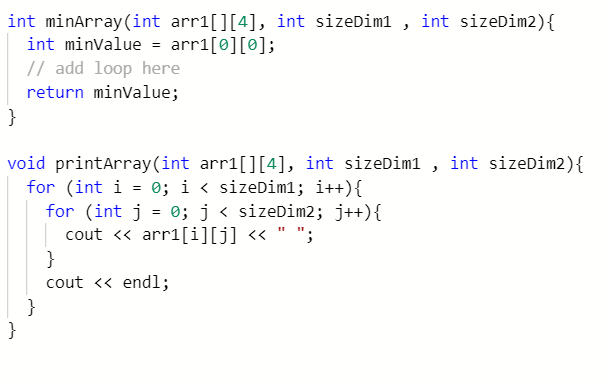 int minArray(int arr1[][4], int sizeDim1 , int sizeDim2){
  int minValue = arr1[0][0];
  // add loop here
  return minValue;
}

void printArray(int arr1[][4], int sizeDim1 , int sizeDim2){
  for (int i = 0; i < sizeDim1; i++){
    for (int j = 0; j < sizeDim2; j++){
      cout << arr1[i][j] << " ";
    }
    cout << endl;
  }
}